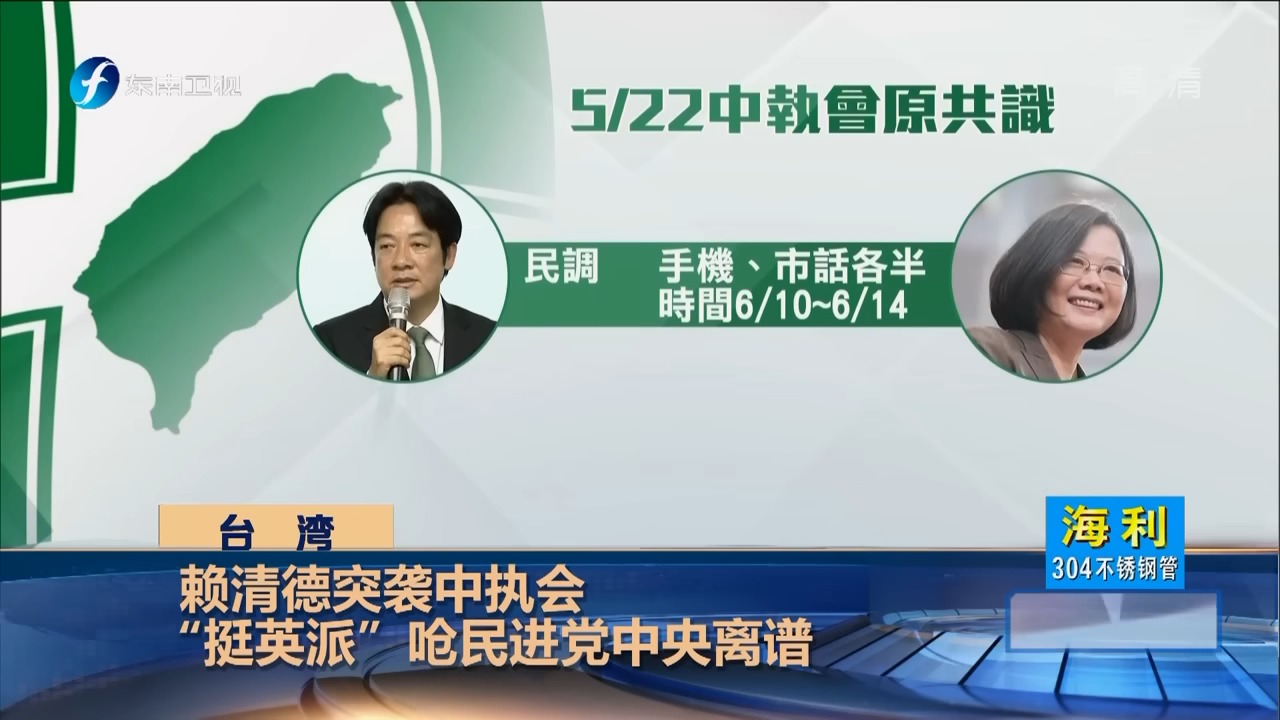 东南卫视
高清
5/22中執會原共識
民調 手機、市話各半
時間6/10~6/14
台湾
海利
304不锈钢管
赖清德突袭中执会
“挺英派”呛民进党中央离谱